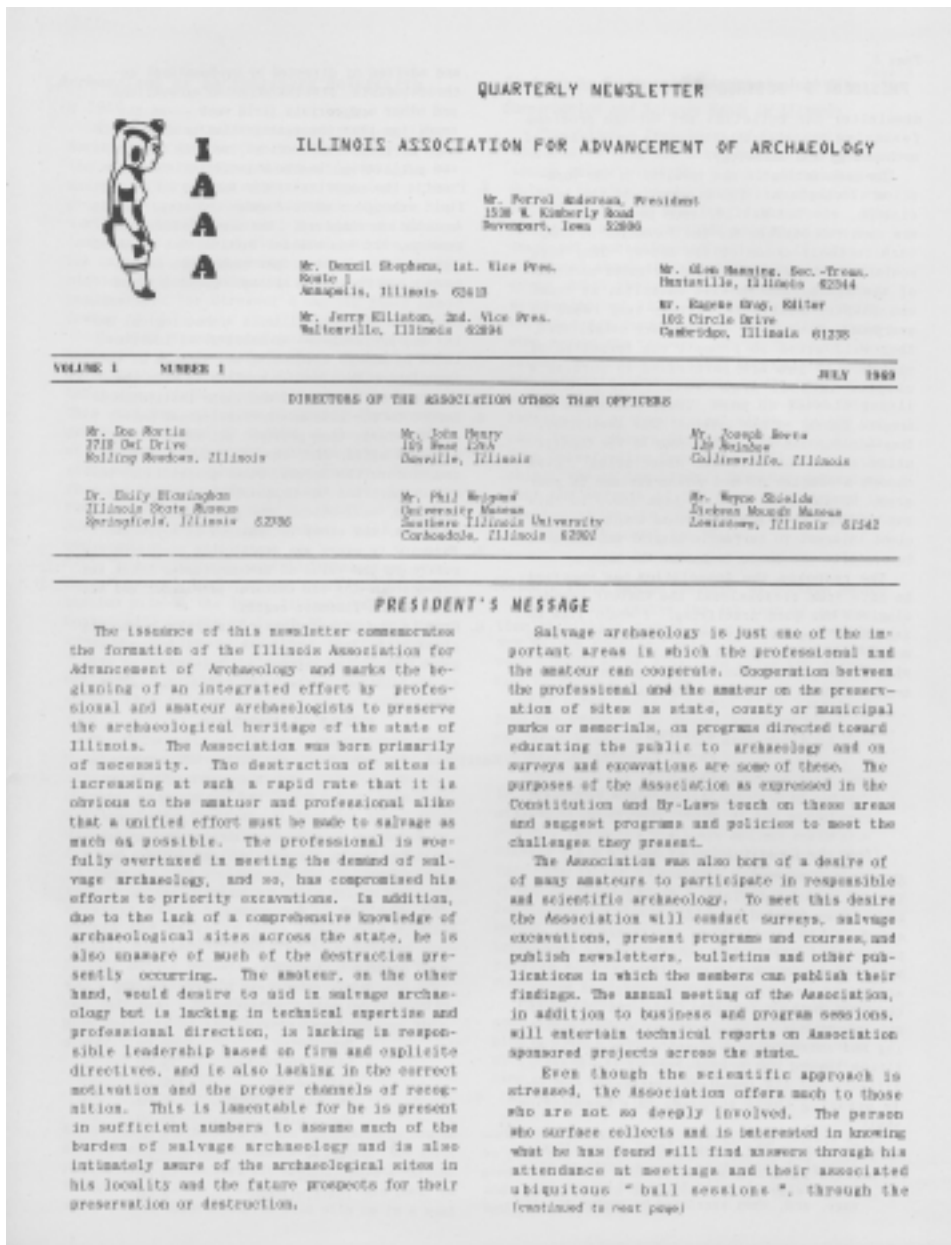 QUARTERLY NEWSLETTER
I
A
A
A
ILLINOIS ASSOCIATION FOR ADVANCEMENT OF ARCHAEOLOGY
Mr. Ferrel Anderson, President
1530 W. Kimberly Road
Davenport, Iowa 52806
Mr. Denzil Stephens, 1st. Vice Pres.
Route 1
Annapolis, Illinois 62413
Mr. Jerry Elliston, 2nd. Vice Pres.
Waltonville, Illinois 62894
Mr. Glen Hanning, Sec.-Treas.
Huntsville, Illinois 62344
Mr. Eugene Gray, Editor
102 Circle Drive
Cambridge, Illinois 61238
VOLUME 1 NUMBER 1 JULY 1969
DIRECTORS OF THE ASSOCIATION OTHER THAN OFFICERS
Mr. Don
Drive
Rolling Meadows, Illinois
Mr. John Henry
Danville, Illinois
Mr. Joseph
Collinsville, Illinois
Dr. Emily Blasingham
Illinois State Museum
Springfield, Illinois 62706
Mr. Phil Weigand
University Museum
Southern Illinois University
Carbondale, Illinois 62901
Mr. Wayne Shields
Dickson Mounds Museum
Lewistown, Illinois 61542
PRESIDENT'S MESSAGE
The issuance of this newsletter commemorates
the formation of the Illinois Association for
Advancement of Archaeology and marks the be-
ginning of an integrated effort by profes-
sional and amateur archaeologists to preserve
the archaeological heritage of the state of
Illinois. The Association was born primarily
of necessity. The destruction of sites is
increasing at such a rapid rate that it is
obvious to the amatuer and professional alike
that a unified effort must be made to salvage as
much as possible. The professional is woe-
fully overtaxed in meeting the demand of sal-
vage archaeology, and so, has compromised his
efforts to priority excavations. In addition,
due to the lack of a comprehensive knowledge of
archaeological sites across the state, he is
also unaware of much of the destruction pre-
sently occurring. The amateur, on the other
hand, would desire to aid in salvage archae-
ology but is lacking in technical expertise and
professional direction, is lacking in respon-
sible leadership based on firm and explicite
directives, and is also lacking in the correct
motivation and the proper channels of recog-
nition. This is lamentable for he is present
in sufficient numbers to assume much of the
burden of salvage archaeology and is also
intimately aware of the archaeological sites in
his locality and the future prospects for their
preservation or destruction.
Salvage archaeology is just one of the im-
portant areas in which the professional and
the amateur can cooperate. Cooperation between
the professional and the amateur on the preserv-
ation of sites as state, county or municipal
parks or memorials, on programs directed toward
educating the public to archaeology and on
surveys and excavations are some of these. The
purposes of the Association as expressed in the
Constitution and By-Laws touch on these areas
and suggest programs and policies to meet the
challenges they present.
The Association was also born of a desire of
of many amateurs to participate in responsible
and scientific archaeology. To meet this desire
the Association will conduct surveys, salvage
excavations, present programs and courses, and
publish newsletters, bulletins and other pub-
lications in which the members can publish their
findings. The annual meeting of the Association,
in addition to business and program sessions,
will entertain technical reports on Association
sponsored projects across the state.
Even though the scientific approach is
stressed, the Association offers much to those
who are not so deeply involved. The person
who surface collects and is interested in knowing
what he has found will find answers through his
attendance at meetings and their associated
ubiquitous " bull sessions ", through the
(continued to next page)